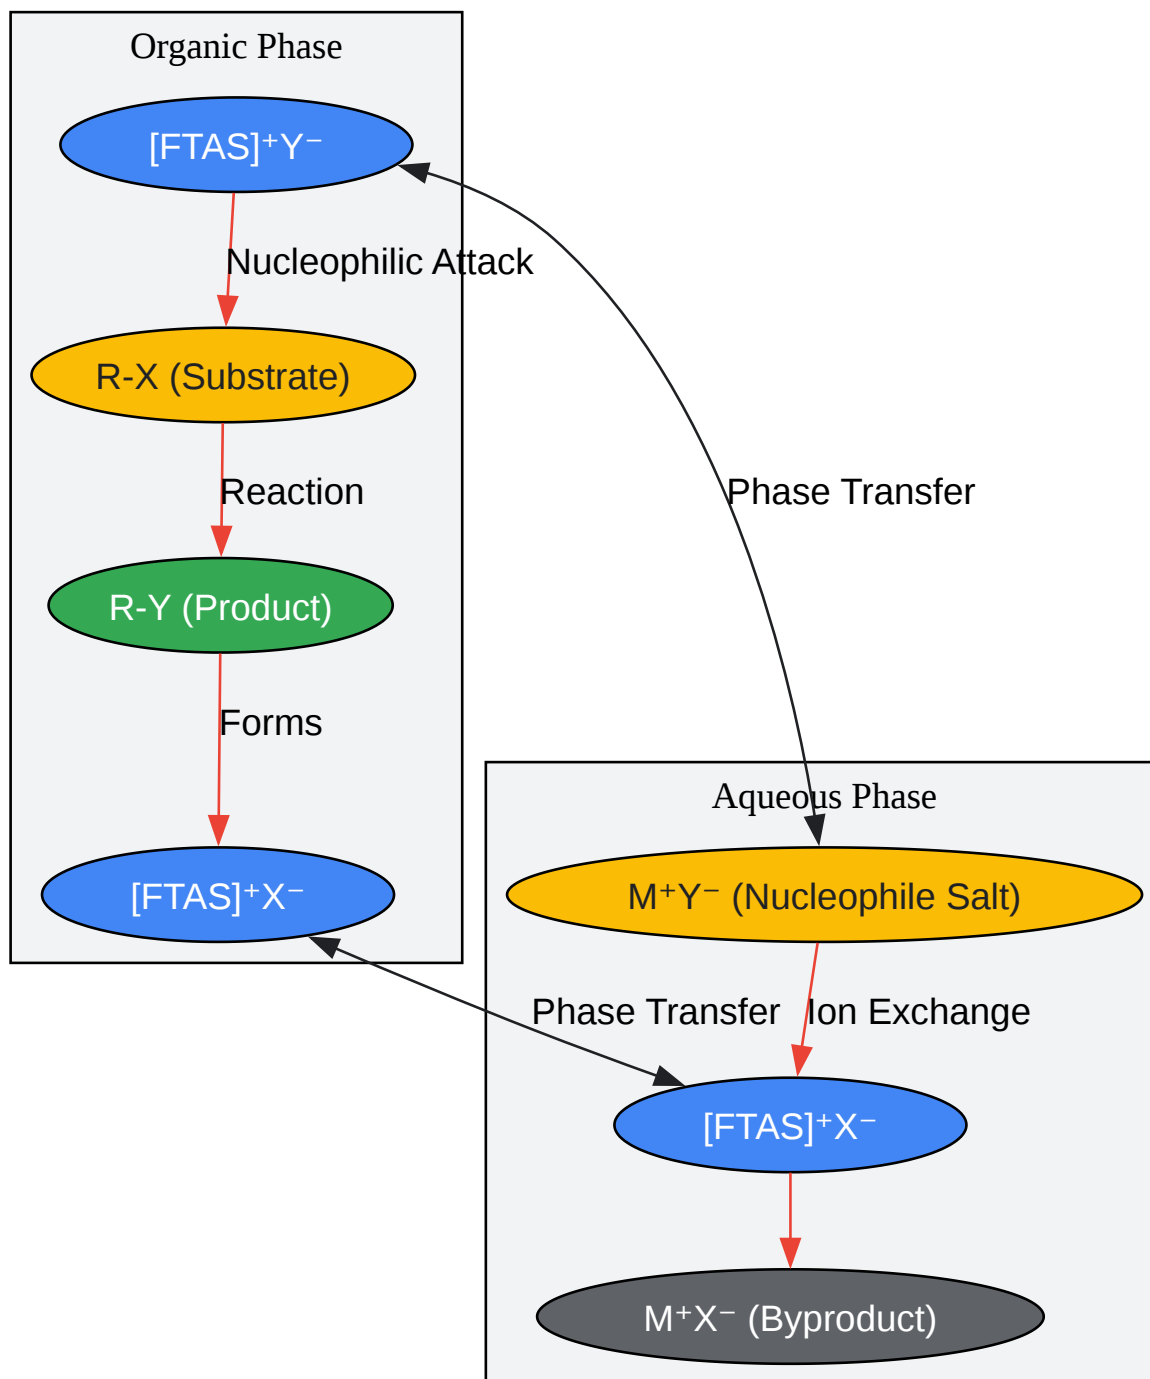 Organic Phase
[FTAS]⁺Y⁻
Nucleophilic Attack
R-X (Substrate)
Reaction
Phase Transfer
R-Y (Product)
Forms
Aqueous Phase
[FTAS]⁺X⁻
M⁺Y⁻ (Nucleophile Salt)
Phase Transfer
Ion Exchange
[FTAS]⁺X⁻
M⁺X⁻ (Byproduct)